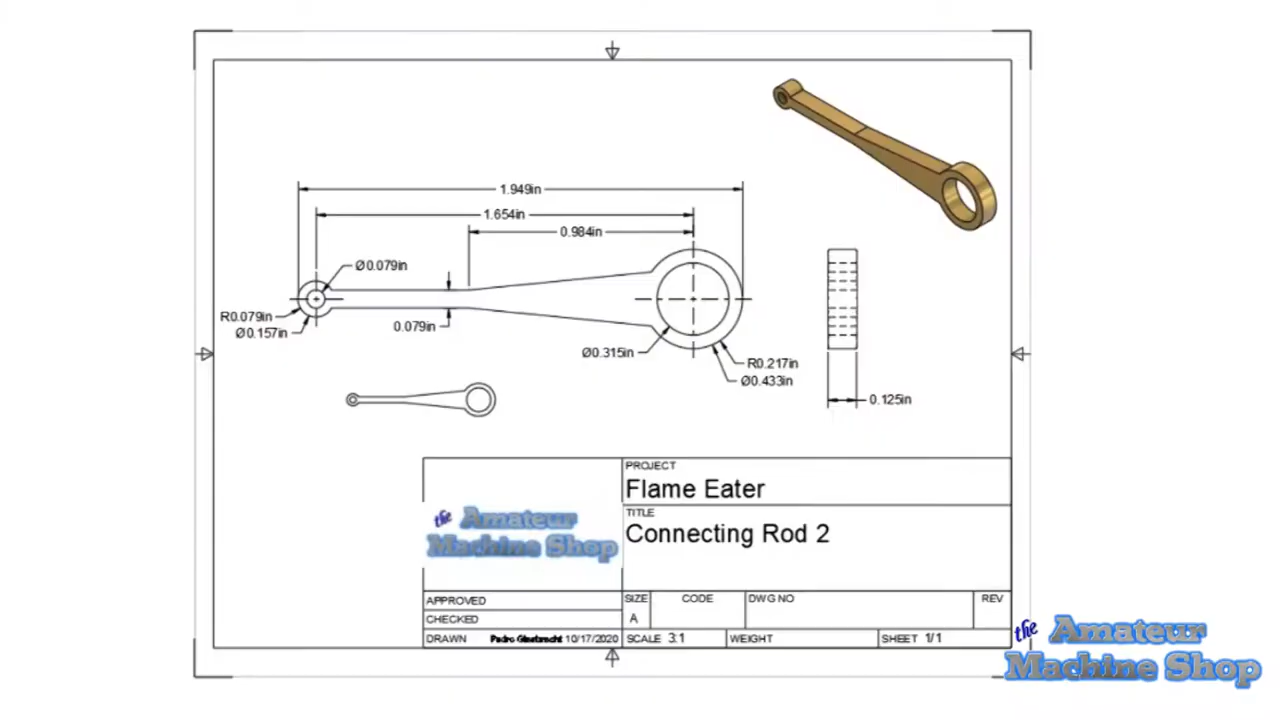 1.949in
1.654in
0.984in
Ø0.079in
R0.079in
Ø0.157in
0.079in
Ø0.315in
R0.217in
Ø0.433in
0.125in
PROJECT
Flame Eater
TITLE
Connecting Rod 2
the Amateur
Machine Shop
APPROVED
CHECKED
DRAWN 10/17/2020
SIZE
A
CODE
DWG NO
REV
SCALE 3:1
WEIGHT
SHEET 1/1
the Amateur
Machine Shop